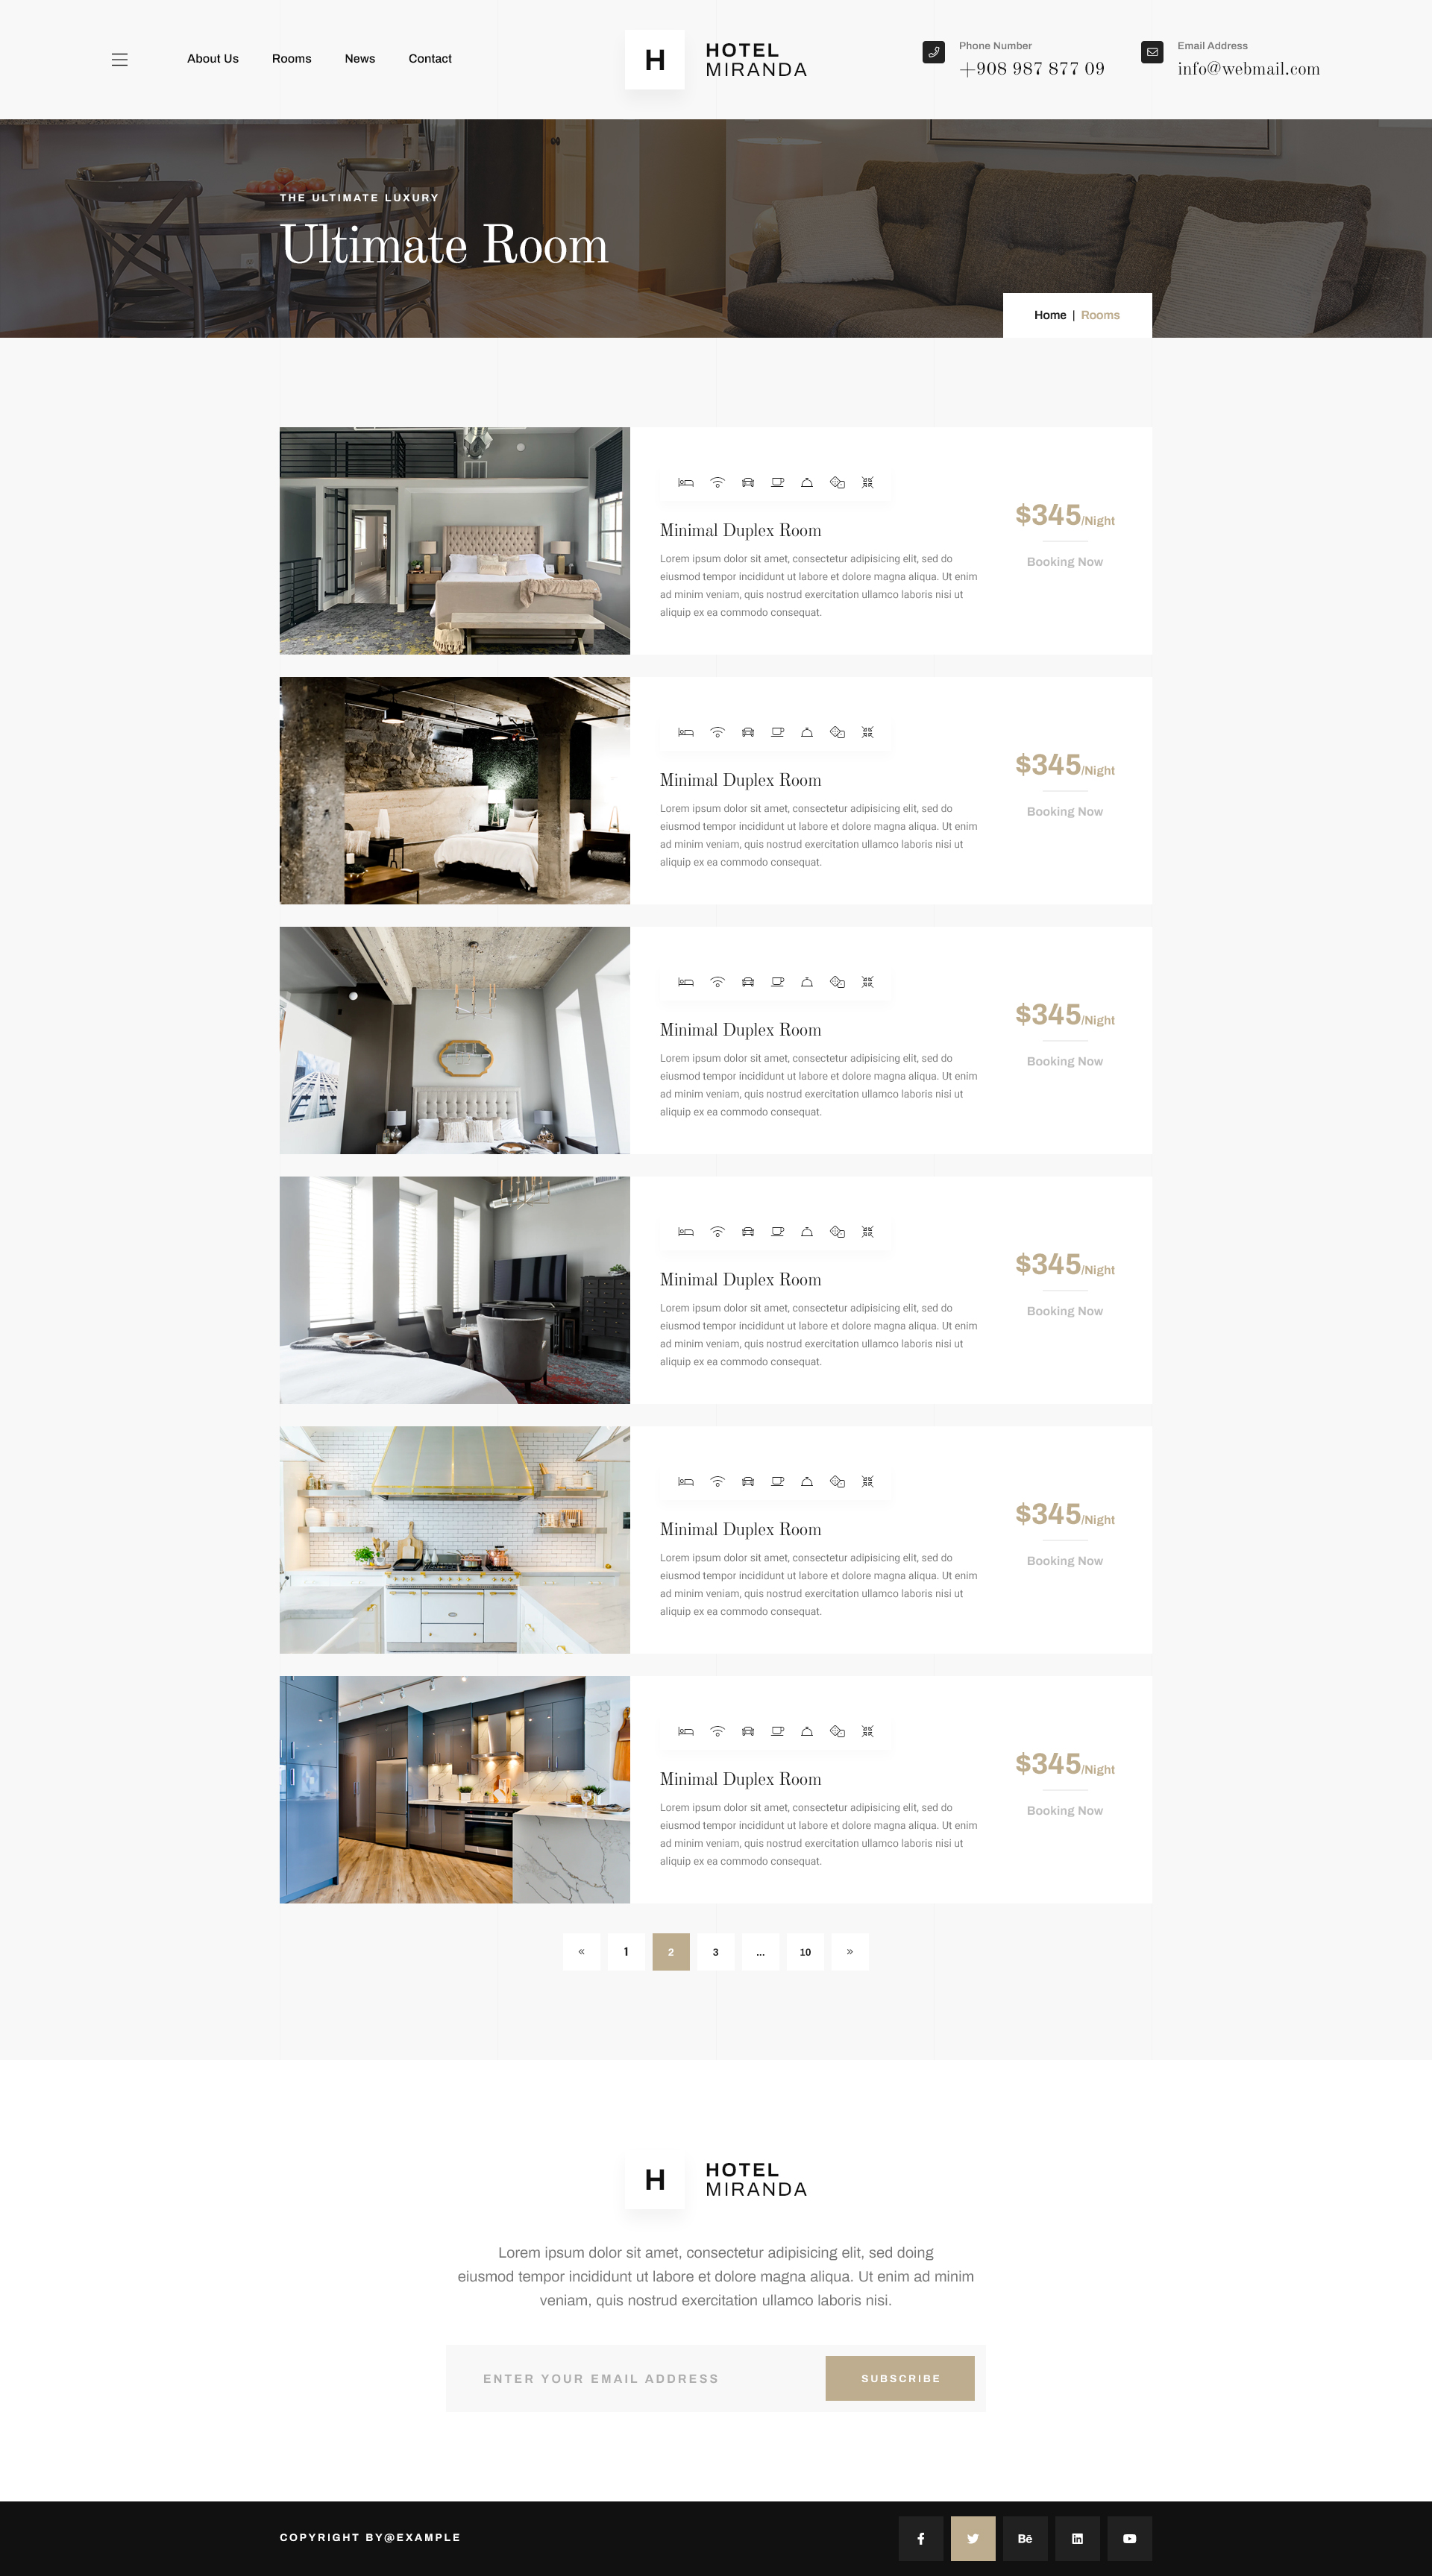 About Us
Rooms
News
Contact
H
HOTEL
MIRANDA
Phone Number
+908 987 877 09
Email Address
info@webmail.com
THE ULTIMATE LUXURY
Ultimate Room
Home | Rooms
Minimal Duplex Room
Lorem ipsum dolor sit amet, consectetur adipisicing elit, sed do
eiusmod tempor incididunt ut labore et dolore magna aliqua. Ut enim
ad minim veniam, quis nostrud exercitation ullamco laboris nisi ut
aliquip ex ea commodo consequat.
$345/Night
Booking Now
Minimal Duplex Room
Lorem ipsum dolor sit amet, consectetur adipisicing elit, sed do
eiusmod tempor incididunt ut labore et dolore magna aliqua. Ut enim
ad minim veniam, quis nostrud exercitation ullamco laboris nisi ut
aliquip ex ea commodo consequat.
$345/Night
Booking Now
Minimal Duplex Room
Lorem ipsum dolor sit amet, consectetur adipisicing elit, sed do
eiusmod tempor incididunt ut labore et dolore magna aliqua. Ut enim
ad minim veniam, quis nostrud exercitation ullamco laboris nisi ut
aliquip ex ea commodo consequat.
$345/Night
Booking Now
Minimal Duplex Room
Lorem ipsum dolor sit amet, consectetur adipisicing elit, sed do
eiusmod tempor incididunt ut labore et dolore magna aliqua. Ut enim
ad minim veniam, quis nostrud exercitation ullamco laboris nisi ut
aliquip ex ea commodo consequat.
$345/Night
Booking Now
Minimal Duplex Room
Lorem ipsum dolor sit amet, consectetur adipisicing elit, sed do
eiusmod tempor incididunt ut labore et dolore magna aliqua. Ut enim
ad minim veniam, quis nostrud exercitation ullamco laboris nisi ut
aliquip ex ea commodo consequat.
$345/Night
Booking Now
Minimal Duplex Room
Lorem ipsum dolor sit amet, consectetur adipisicing elit, sed do
eiusmod tempor incididunt ut labore et dolore magna aliqua. Ut enim
ad minim veniam, quis nostrud exercitation ullamco laboris nisi ut
aliquip ex ea commodo consequat.
$345/Night
Booking Now
« 1 2 3 ... 10 »
H
HOTEL
MIRANDA
Lorem ipsum dolor sit amet, consectetur adipisicing elit, sed doing
eiusmod tempor incididunt ut labore et dolore magna aliqua. Ut enim ad minim
veniam, quis nostrud exercitation ullamco laboris nisi.
ENTER YOUR EMAIL ADDRESS
SUBSCRIBE
COPYRIGHT BY@EXAMPLE